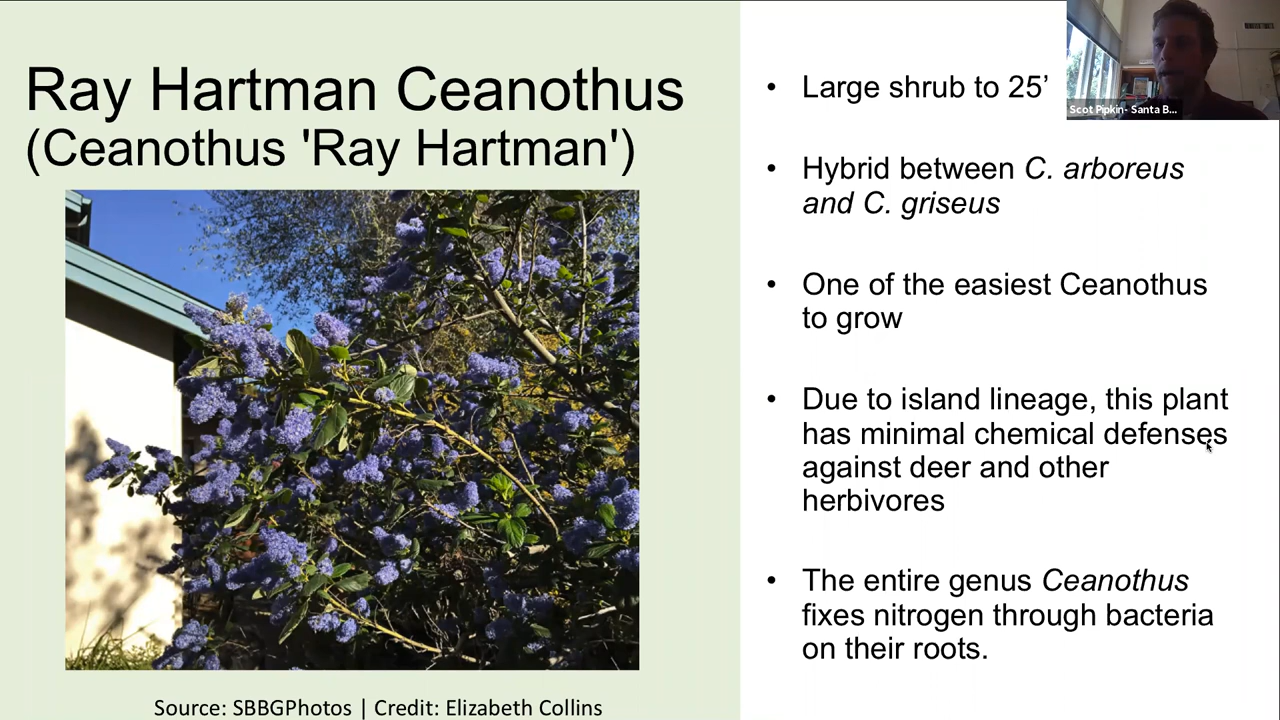 Ray Hartman Ceanothus
(Ceanothus 'Ray Hartman')
Source: SBBGPhotos | Credit: Elizabeth Collins
• Large shrub to 25’
• Hybrid between C. arboreus
and C. griseus
• One of the easiest Ceanothus
to grow
• Due to island lineage, this plant
has minimal chemical defenses
against deer and other
herbivores
• The entire genus Ceanothus
fixes nitrogen through bacteria
on their roots.
Scot Pipkin- Santa B...